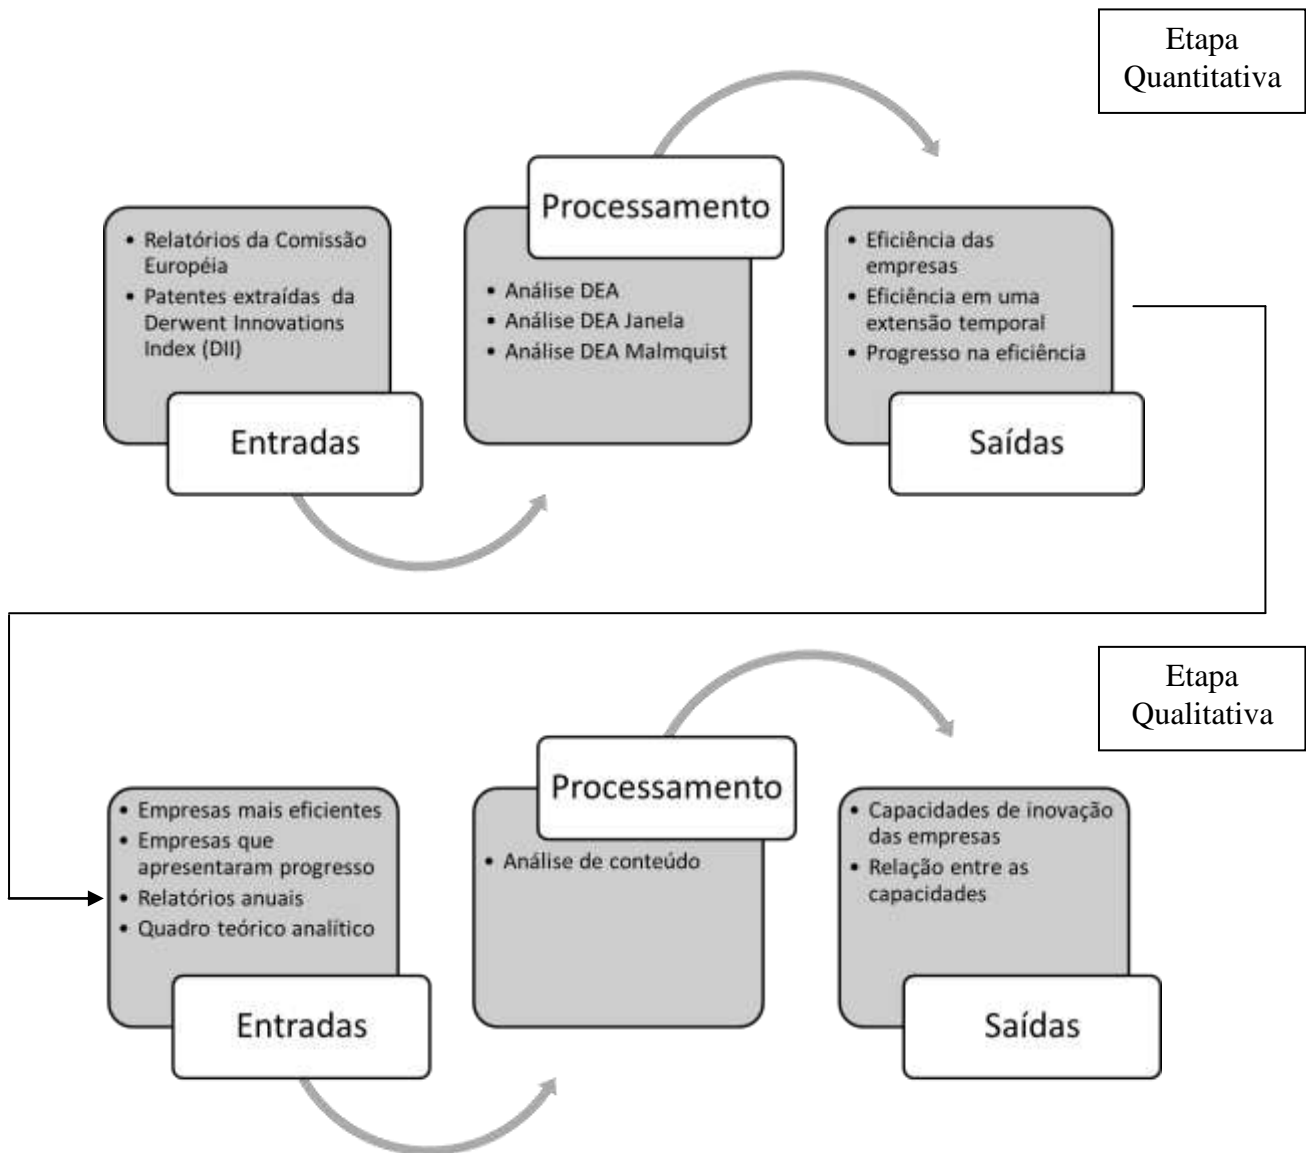 Etapa
Quantitativa
Processamento
• Relatórios da Comissão
Européia
• Patentes extraídas da
Derwent Innovations
Index (DII)
Entradas
• Análise DEA
• Análise DEA Janela
• Análise DEA Malmquist
• Eficiência das
empresas
• Eficiência em uma
extensão temporal
• Progresso na eficiência
Saídas
Etapa
Qualitativa
Processamento
• Empresas mais eficientes
• Empresas que
apresentaram progresso
• Relatórios anuais
• Quadro teórico analítico
Entradas
• Análise de conteúdo
• Capacidades de inovação
das empresas
• Relação entre as
capacidades
Saídas